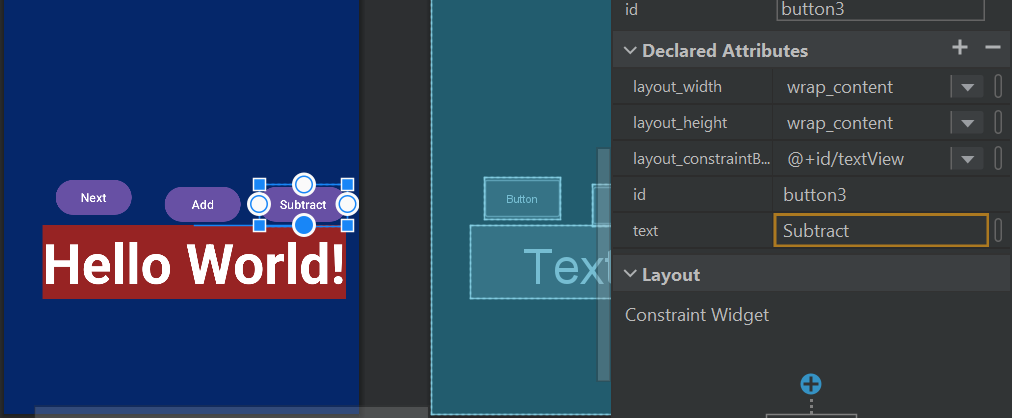 id button3
Declared Attributes
layout_width wrap_content
layout_height wrap_content
layout_constraintB... @+id/textView
id button3
text Subtract
Layout
Constraint Widget
Next
Add
Subtract
Hello World!
Button
Text